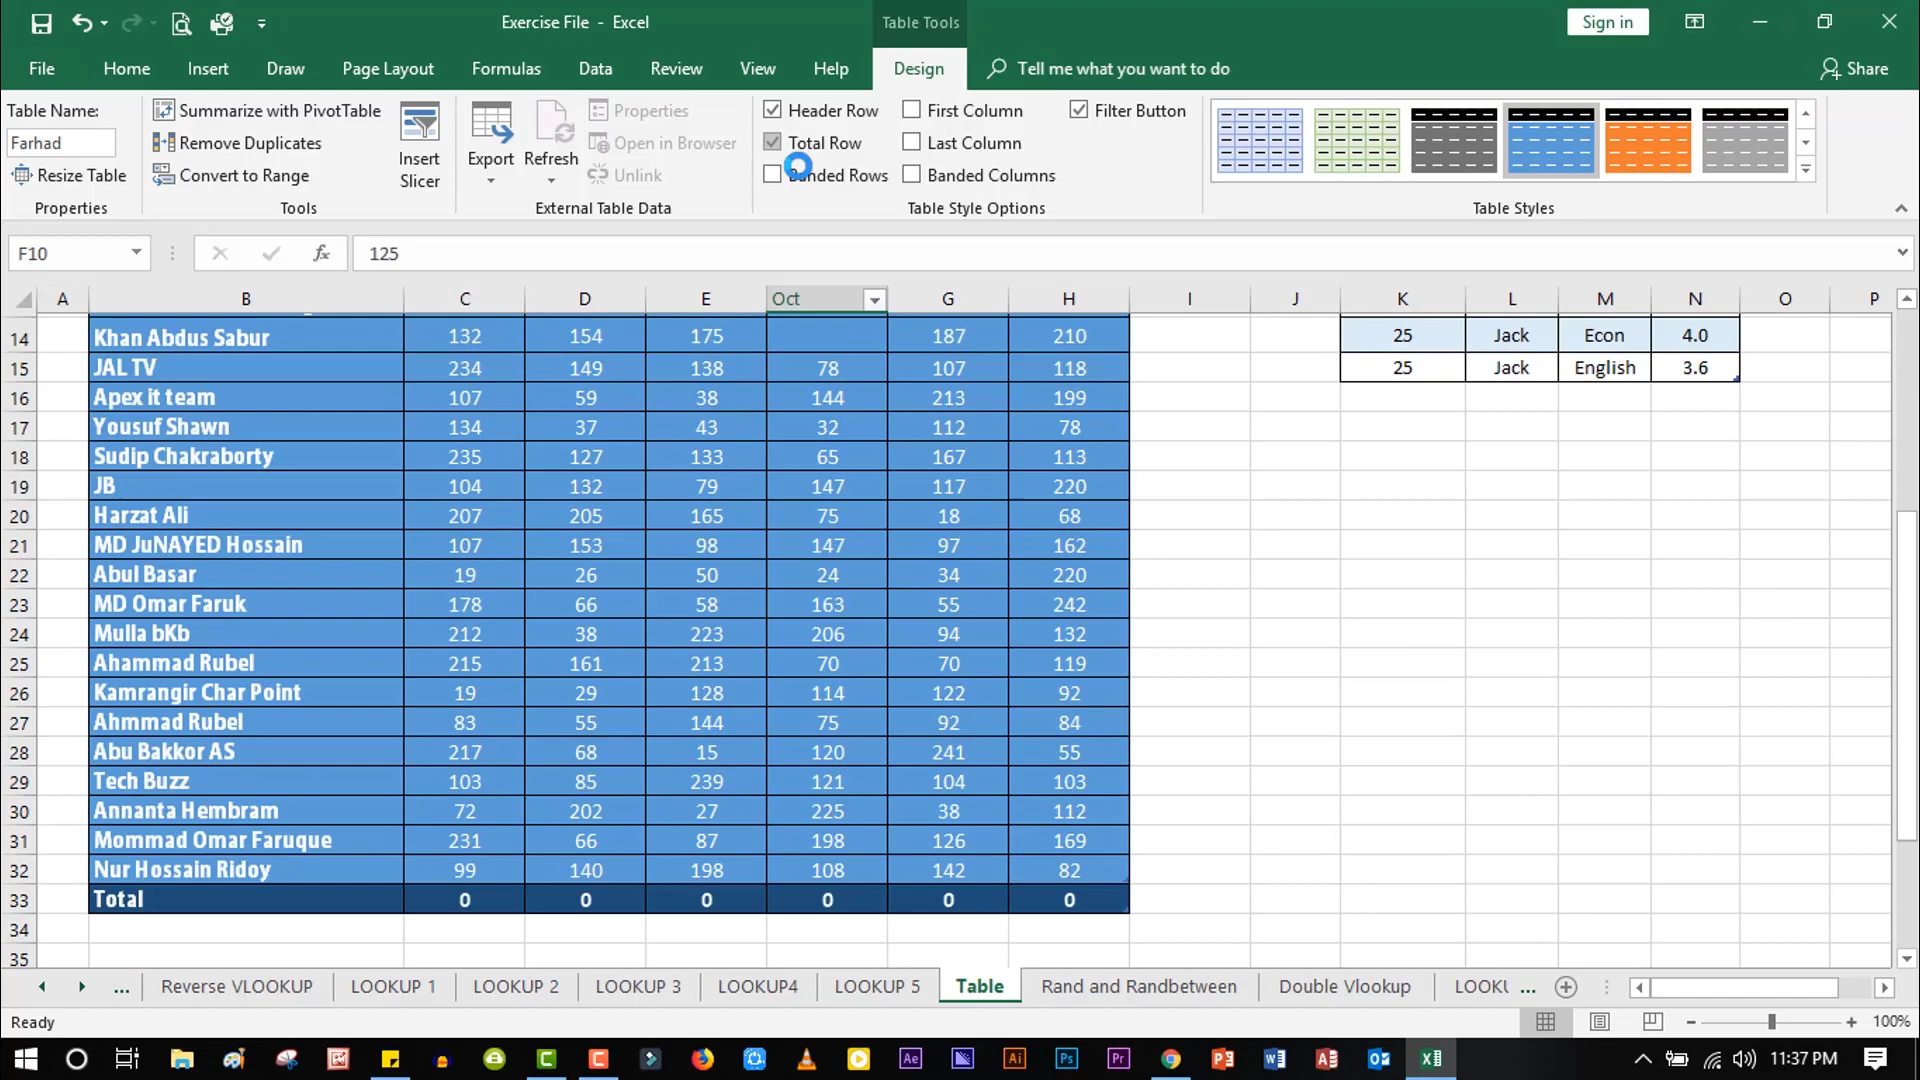 Exercise File - Excel
Table Tools
Sign in
File Home Insert Draw Page Layout Formulas Data Review View Help Design Tell me what you want to do Share
Table Name:
Farhad
Resize Table
Properties
Summarize with PivotTable
Remove Duplicates
Convert to Range
Tools
Insert
Slicer
Export
Refresh
Properties
Open in Browser
Unlink
External Table Data
Header Row
Total Row
Banded Rows
First Column
Last Column
Banded Columns
Filter Button
Table Style Options
Table Styles
F10 fx 125
A B C D E Oct G H I J K L M N O P
14 Khan Abdus Sabur 132 154 175 187 210 25 Jack Econ 4.0
15 JAL TV 234 149 138 78 107 118 25 Jack English 3.6
16 Apex it team 107 59 38 144 213 199
17 Yousuf Shawn 134 37 43 32 112 78
18 Sudip Chakraborty 235 127 133 65 167 113
19 JB 104 132 79 147 117 220
20 Harzat Ali 207 205 165 75 18 68
21 MD JuNAYED Hossain 107 153 98 147 97 162
22 Abul Basar 19 26 50 24 34 220
23 MD Omar Faruk 178 66 58 163 55 242
24 Mulla bKb 212 38 223 206 94 132
25 Ahammad Rubel 215 161 213 70 70 119
26 Kamrangir Char Point 19 29 128 114 122 92
27 Ahmmad Rubel 83 55 144 75 92 84
28 Abu Bakkor AS 217 68 15 120 241 55
29 Tech Buzz 103 85 239 121 104 103
30 Annanta Hembram 72 202 27 225 38 112
31 Mommad Omar Faruque 231 66 87 198 126 169
32 Nur Hossain Ridoy 99 140 198 108 142 82
33 Total 0 0 0 0 0 0
34
35
... Reverse VLOOKUP LOOKUP 1 LOOKUP 2 LOOKUP 3 LOOKUP4 LOOKUP 5 Table Rand and Randbetween Double Vlookup LOOKU ...
Ready 100%
Ae Ai Ps Pr 11:37 PM